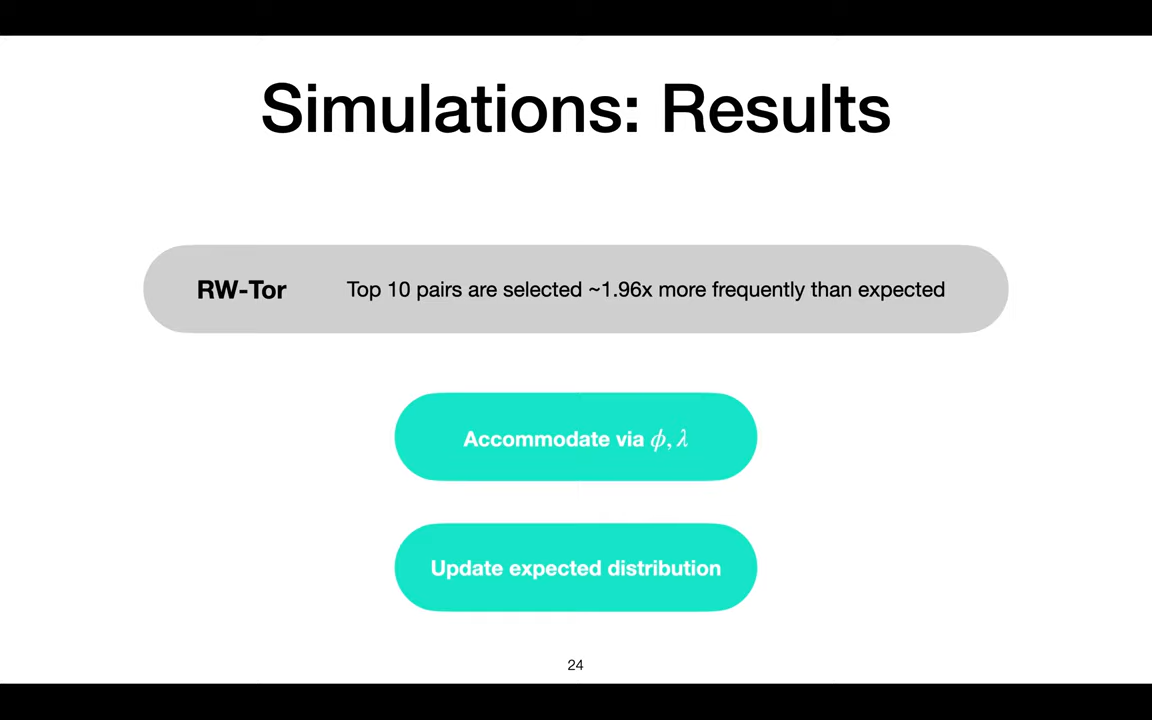 Simulations: Results
RW-Tor Top 10 pairs are selected ~1.96x more frequently than expected
Accommodate via ϕ, λ
Update expected distribution
24